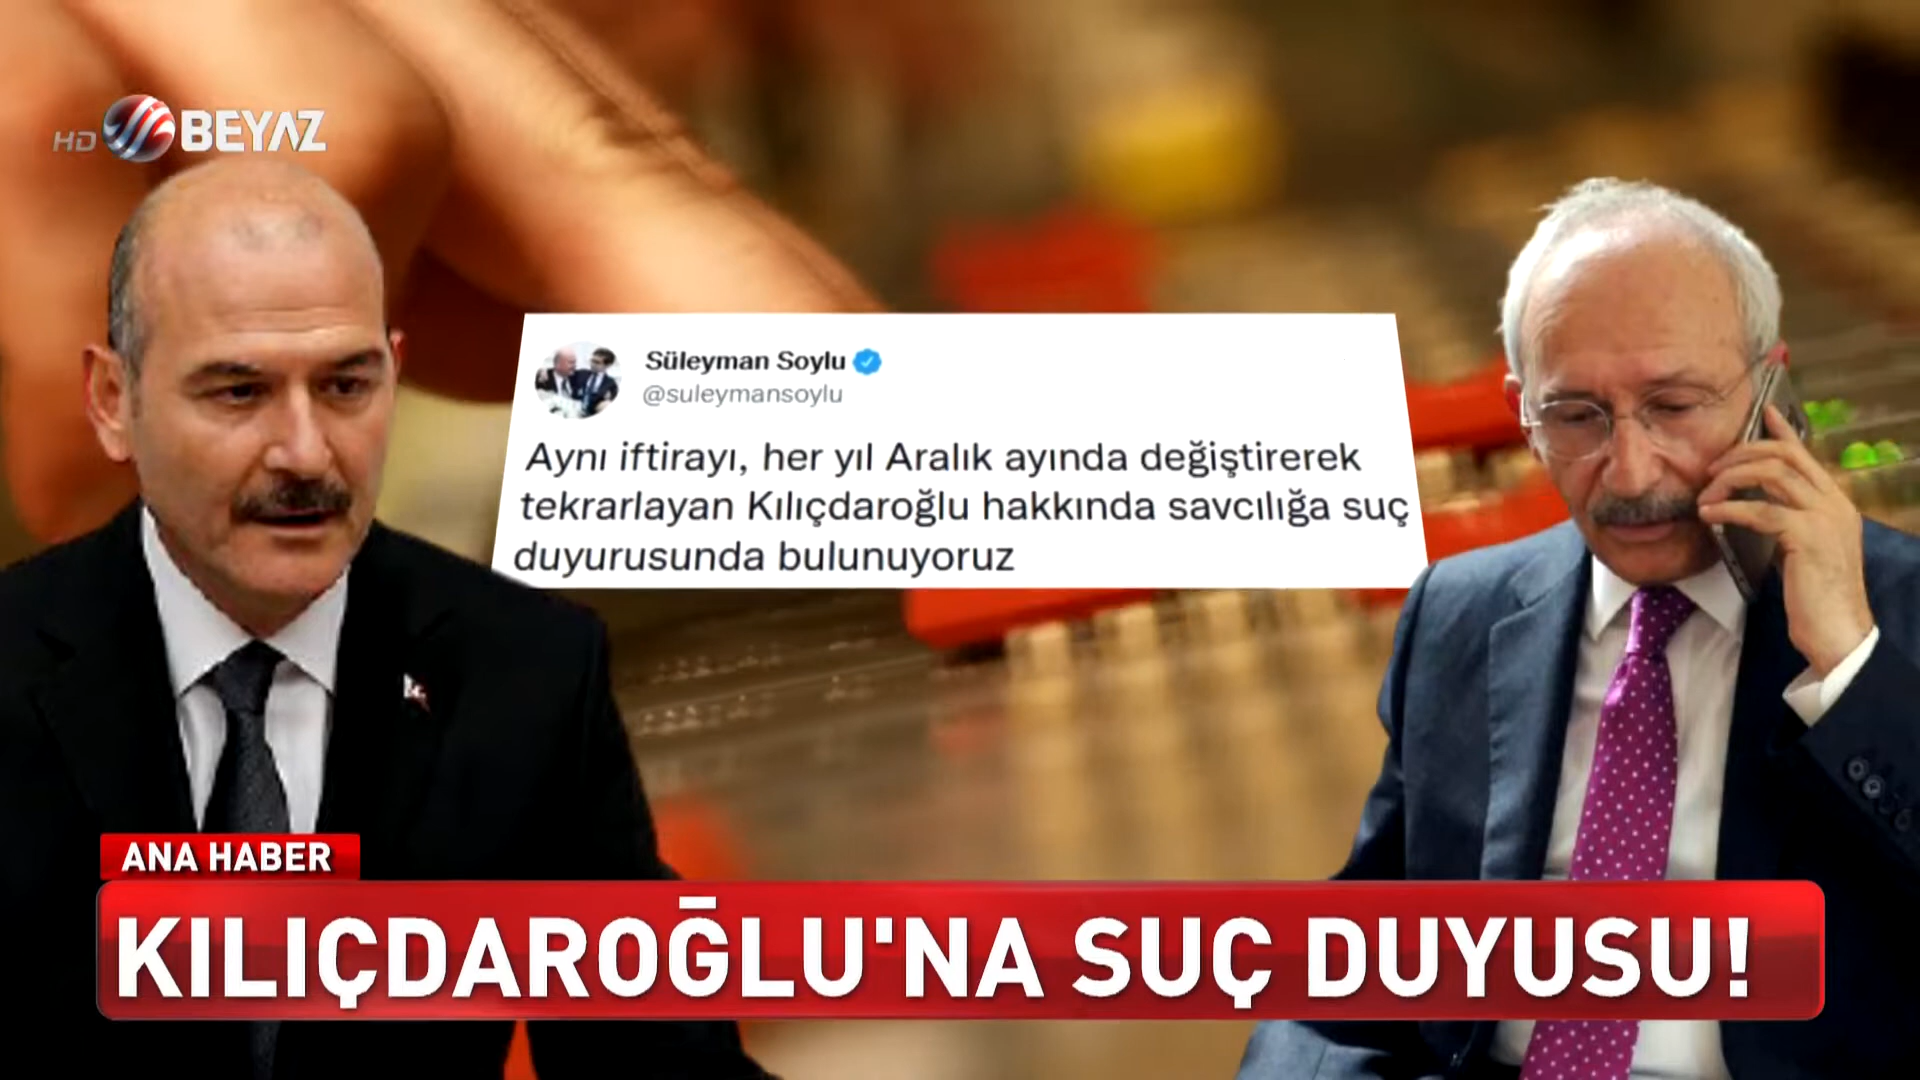 HD BEYAZ
Süleyman Soylu
@suleymansoylu
Aynı iftirayı, her yıl Aralık ayında değiştirerek
tekrarlayan Kılıçdaroğlu hakkında savcılığa suç
duyurusunda bulunuyoruz
ANA HABER
KILIÇDAROĞLU'NA SUÇ DUYUSU!